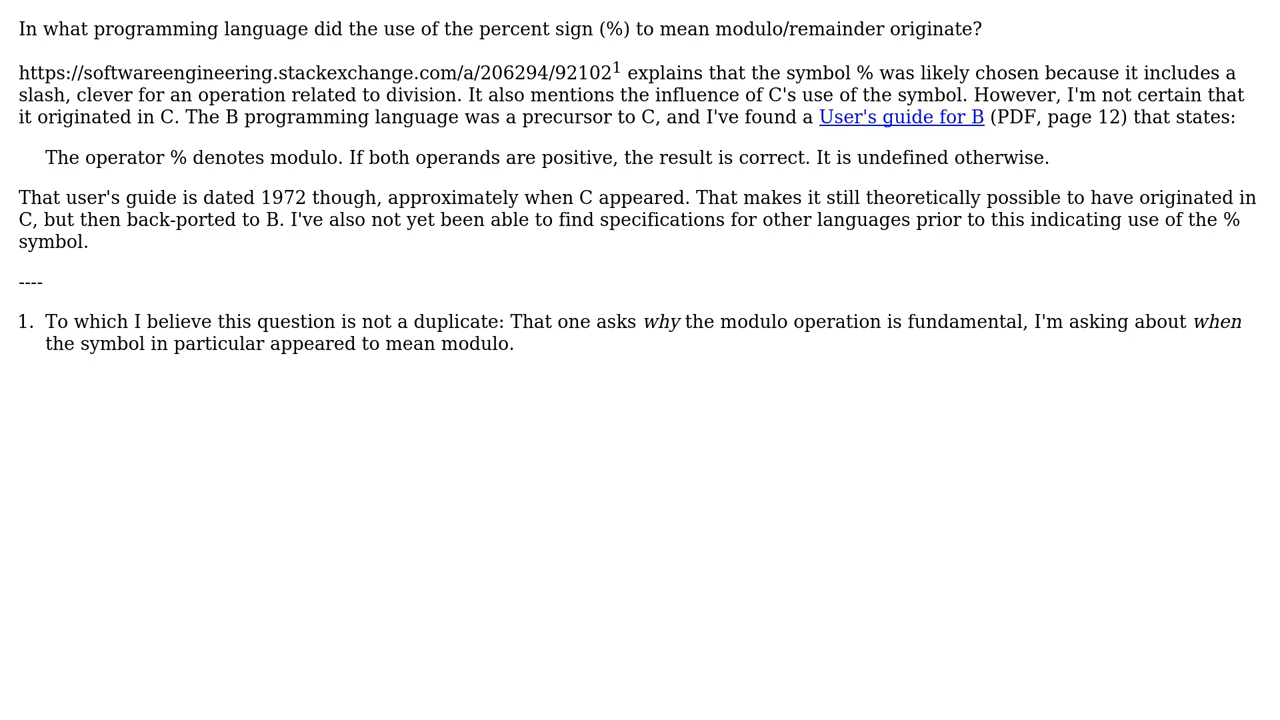 In what programming language did the use of the percent sign (%) to mean modulo/remainder originate?
https://softwareengineering.stackexchange.com/a/206294/92102¹ explains that the symbol % was likely chosen because it includes a
slash, clever for an operation related to division. It also mentions the influence of C's use of the symbol. However, I'm not certain that
it originated in C. The B programming language was a precursor to C, and I've found a User's guide for B (PDF, page 12) that states:
The operator % denotes modulo. If both operands are positive, the result is correct. It is undefined otherwise.
That user's guide is dated 1972 though, approximately when C appeared. That makes it still theoretically possible to have originated in
C, but then back-ported to B. I've also not yet been able to find specifications for other languages prior to this indicating use of the %
symbol.
----
1. To which I believe this question is not a duplicate: That one asks why the modulo operation is fundamental, I'm asking about when
the symbol in particular appeared to mean modulo.